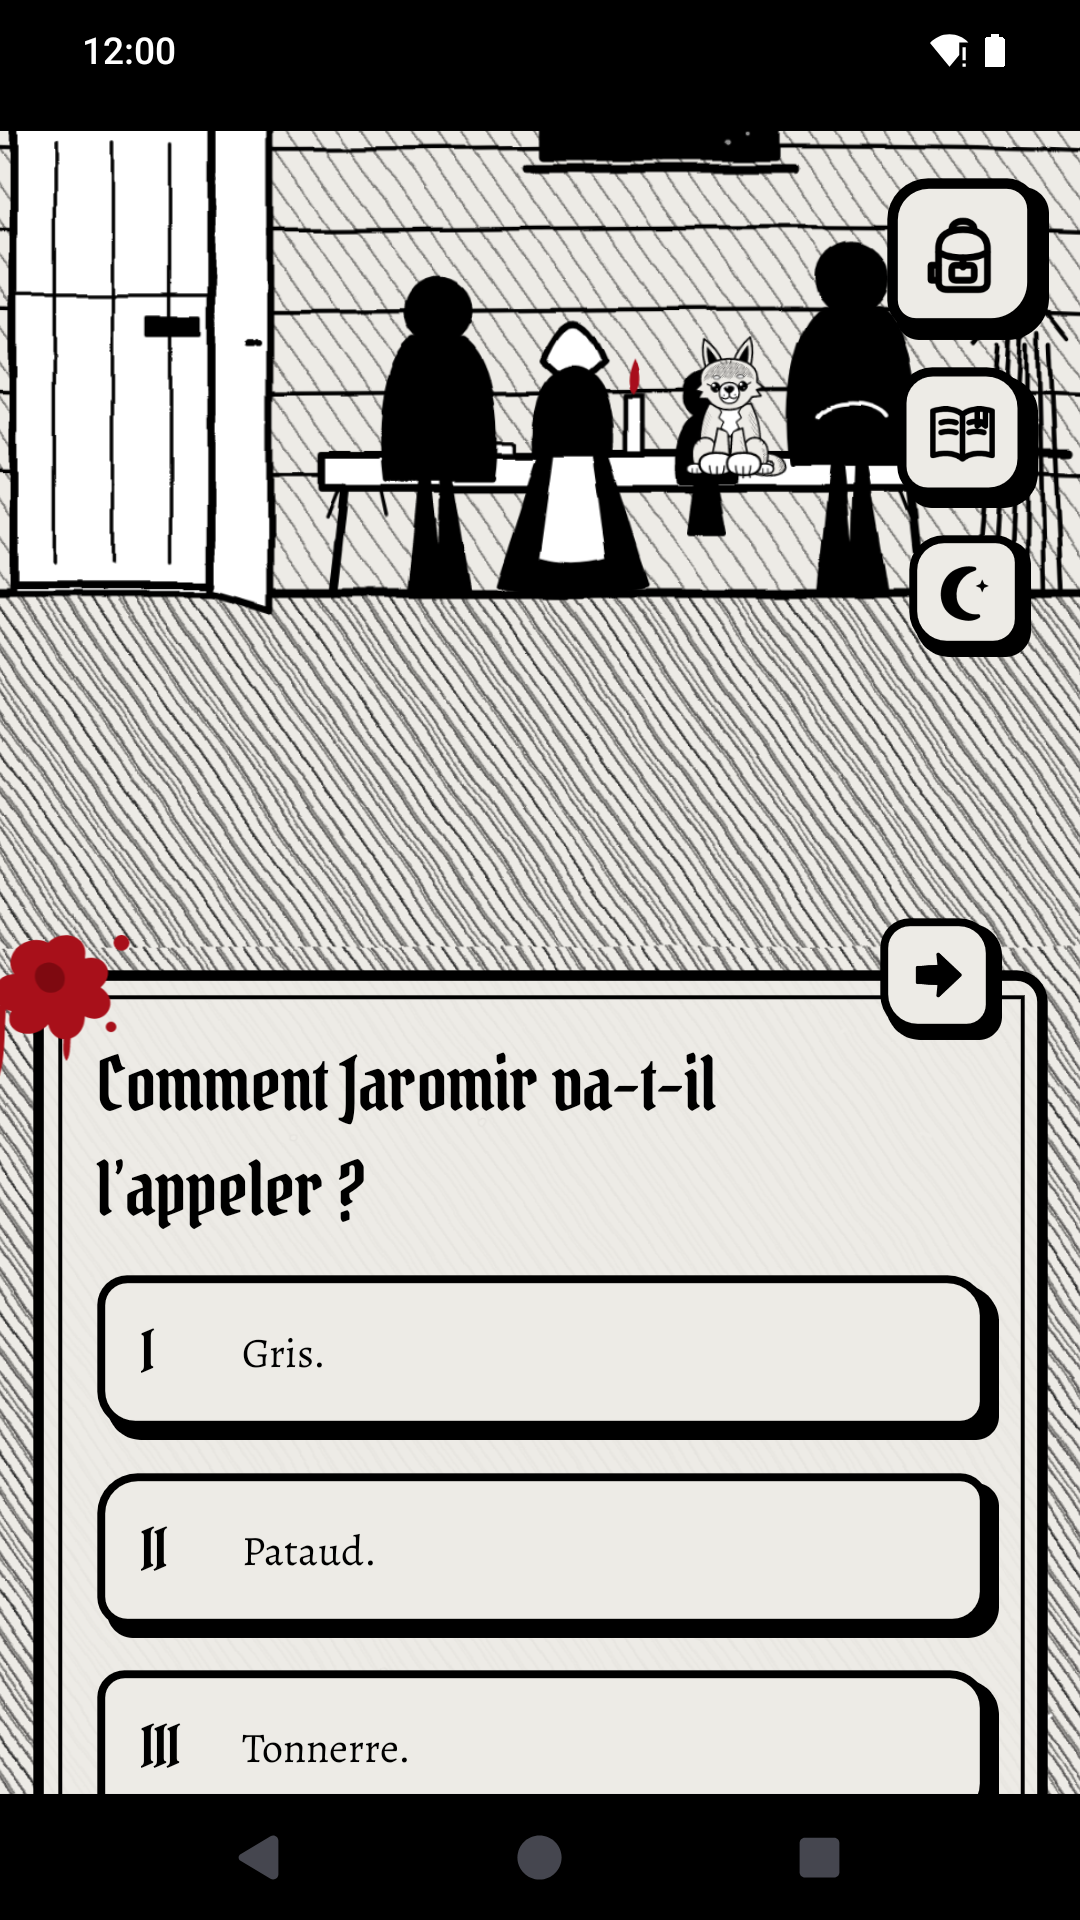 12:00
Comment Jaromir va-t-il
l'appeler ?
I Gris.
II Pataud.
III Tonnerre.